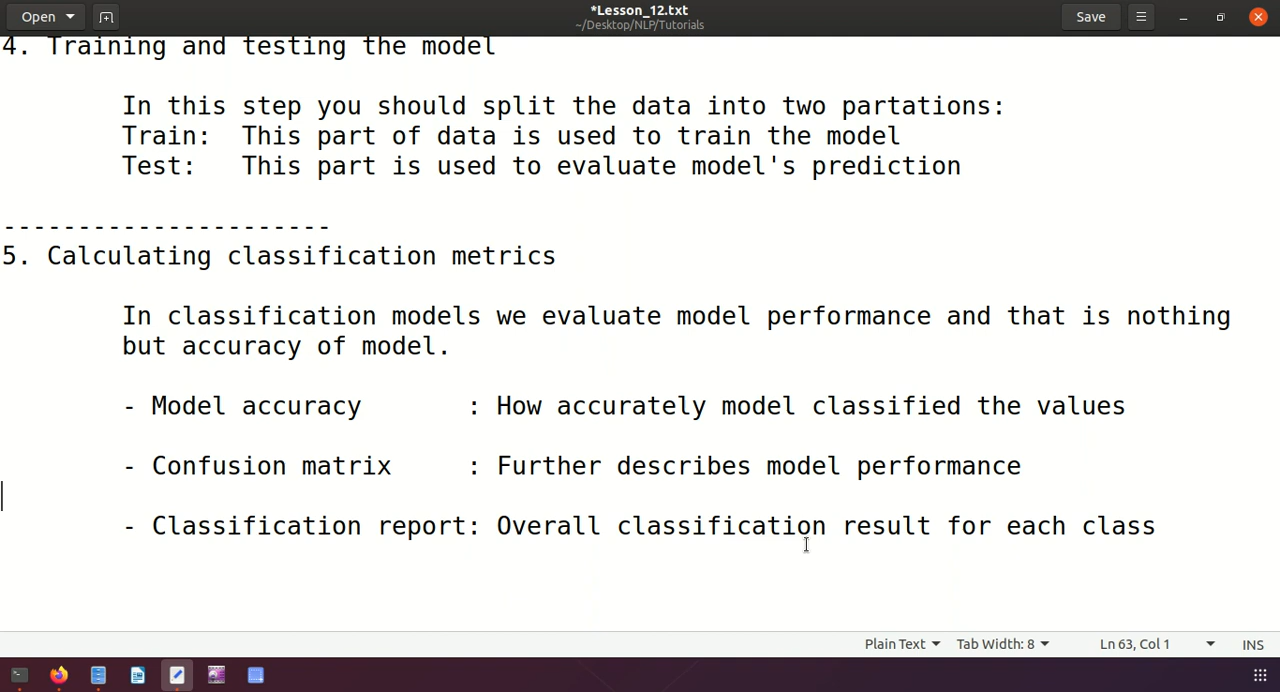 Open
*Lesson_12.txt
~/Desktop/NLP/Tutorials
Save
4. Training and testing the model
In this step you should split the data into two partations:
Train: This part of data is used to train the model
Test: This part is used to evaluate model's prediction
----------------------
5. Calculating classification metrics
In classification models we evaluate model performance and that is nothing
but accuracy of model.
- Model accuracy : How accurately model classified the values
- Confusion matrix : Further describes model performance
- Classification report: Overall classification result for each class
Plain Text Tab Width: 8 Ln 63, Col 1 INS